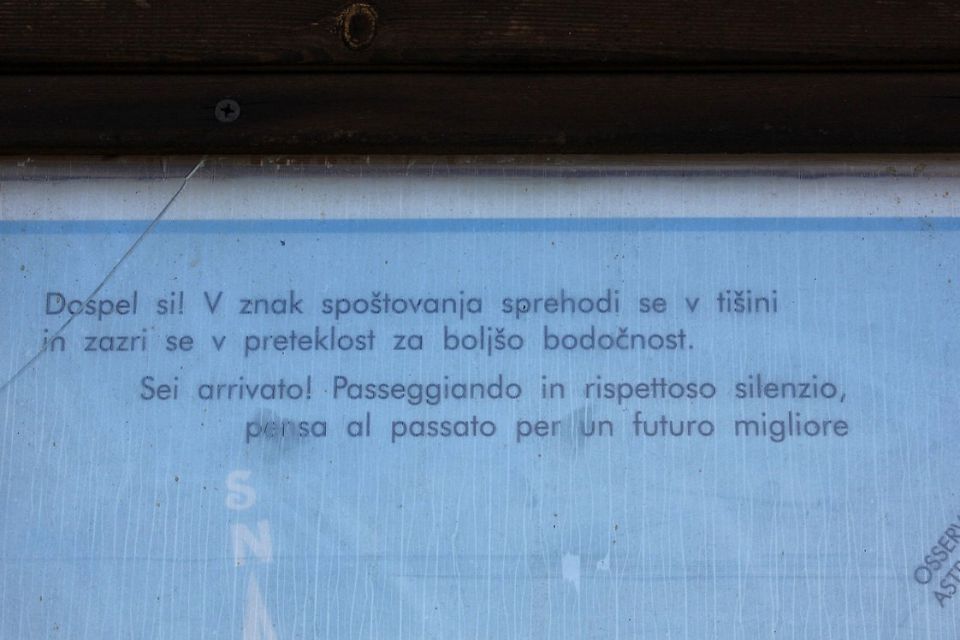 Dospel si! V znak spoštovanja sprehodi se v tišini
in zazri se v preteklost za boljšo bodočnost.
Sei arrivato! Passeggiando in rispettoso silenzio,
pensa al passato per un futuro migliore
S
N